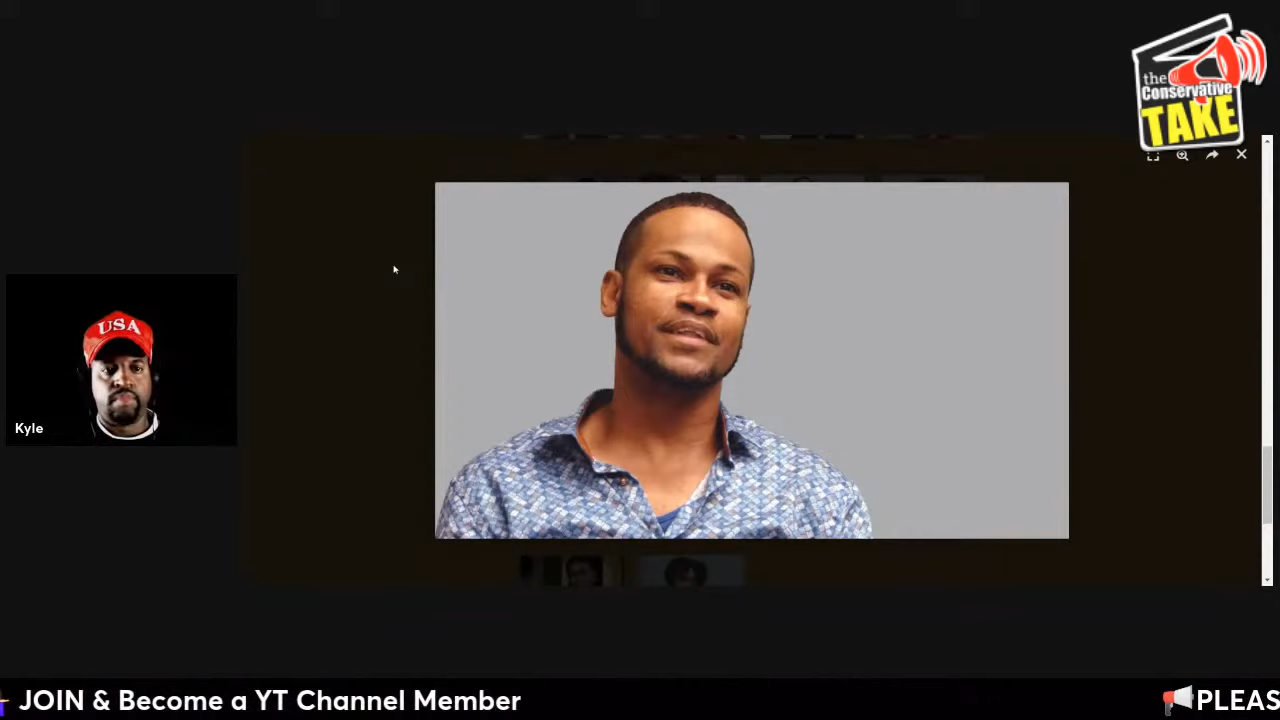 the
Conservative
TAKE
USA
Kyle
JOIN & Become a YT Channel Member
PLEAS